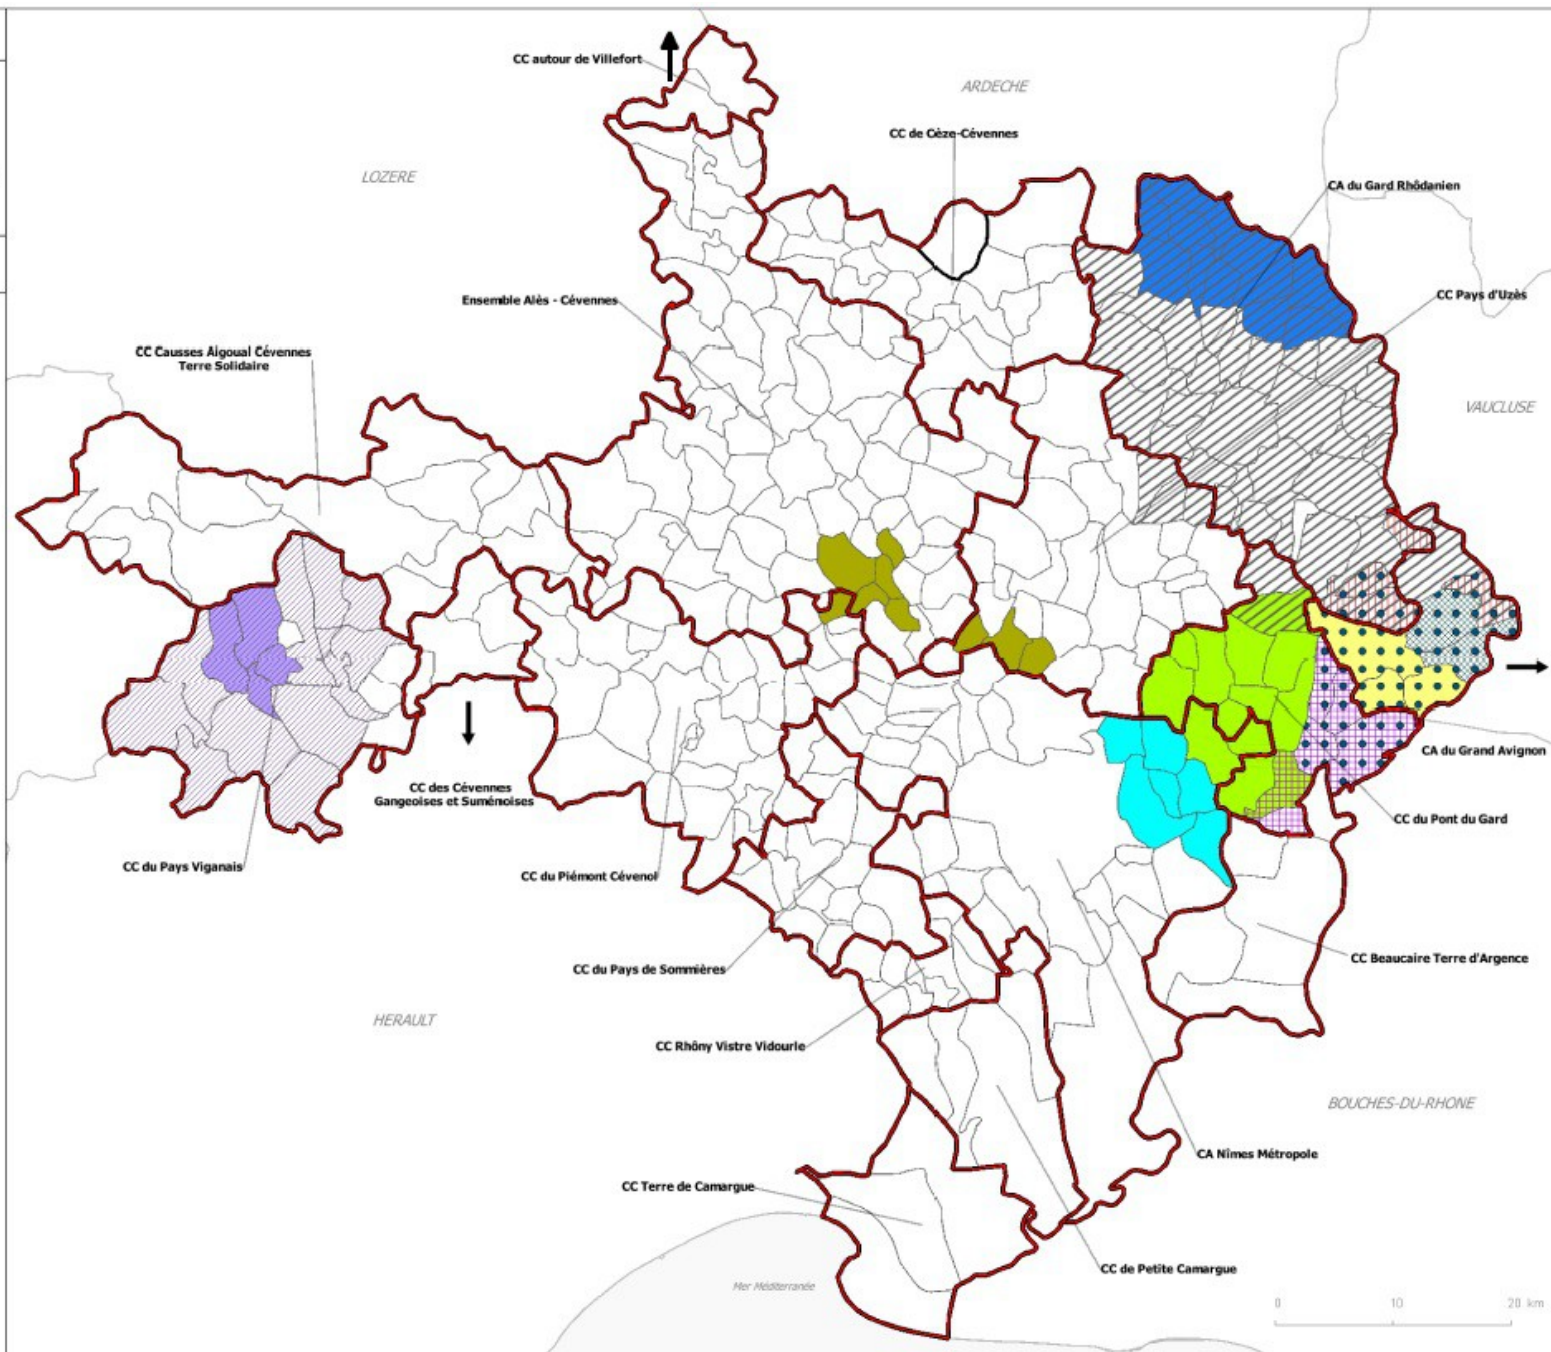 CC autour de Villefort
ARDECHE
CC de Cèze-Cévennes
LOZERE
CA du Gard Rhôdanien
CC Pays d'Uzès
Ensemble Alès - Cévennes
CC Causses Aigoual Cévennes
Terre Solidaire
VAUCLUSE
CA du Grand Avignon
CC des Cévennes
Gangeoises et Suménoises
CC du Pont du Gard
CC du Pays Viganais
CC du Piémont Cévenol
CC Beaucaire Terre d'Argence
CC du Pays de Sommières
HERAULT
CC Rhôny Vistre Vidourle
BOUCHES-DU-RHONE
CA Nîmes Métropole
CC Terre de Camargue
CC de Petite Camargue
Mer Méditerranée
0 10 20 km